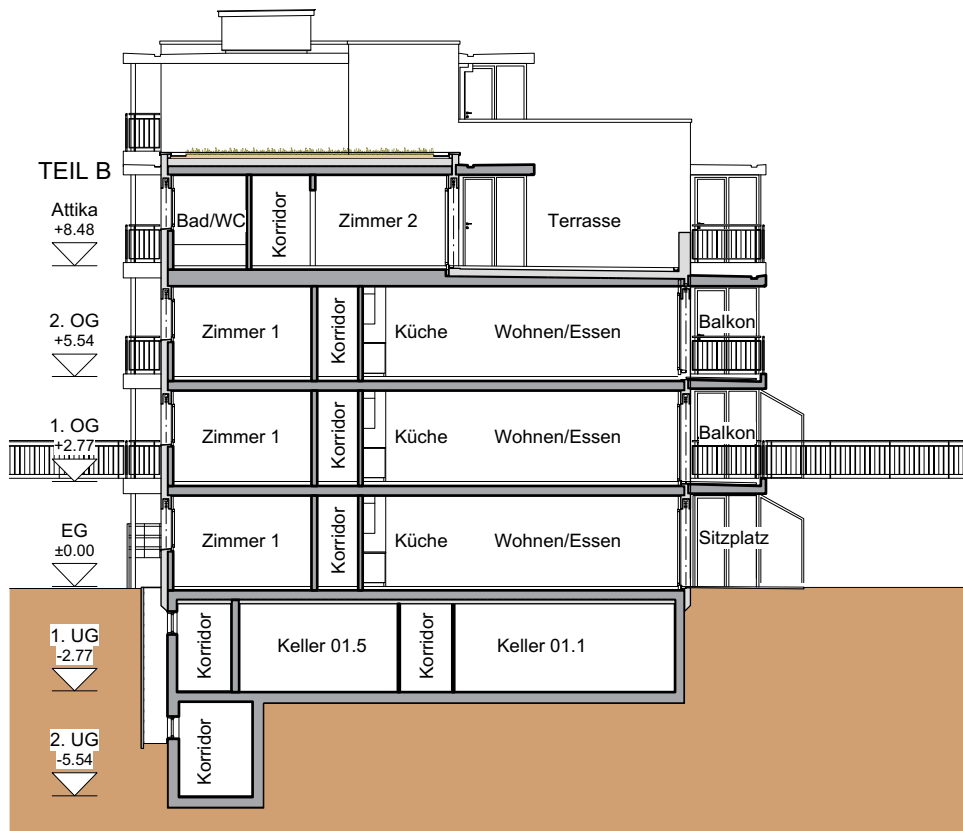 TEIL B
Attika
+8.48
Bad/WC
Korridor
Zimmer 2
Terrasse
2. OG
+5.54
Zimmer 1
Korridor
Küche
Wohnen/Essen
Balkon
1. OG
+2.77
Zimmer 1
Korridor
Küche
Wohnen/Essen
Balkon
EG
±0.00
Zimmer 1
Korridor
Küche
Wohnen/Essen
Sitzplatz
1. UG
-2.77
Korridor
Keller 01.5
Korridor
Keller 01.1
2. UG
-5.54
Korridor